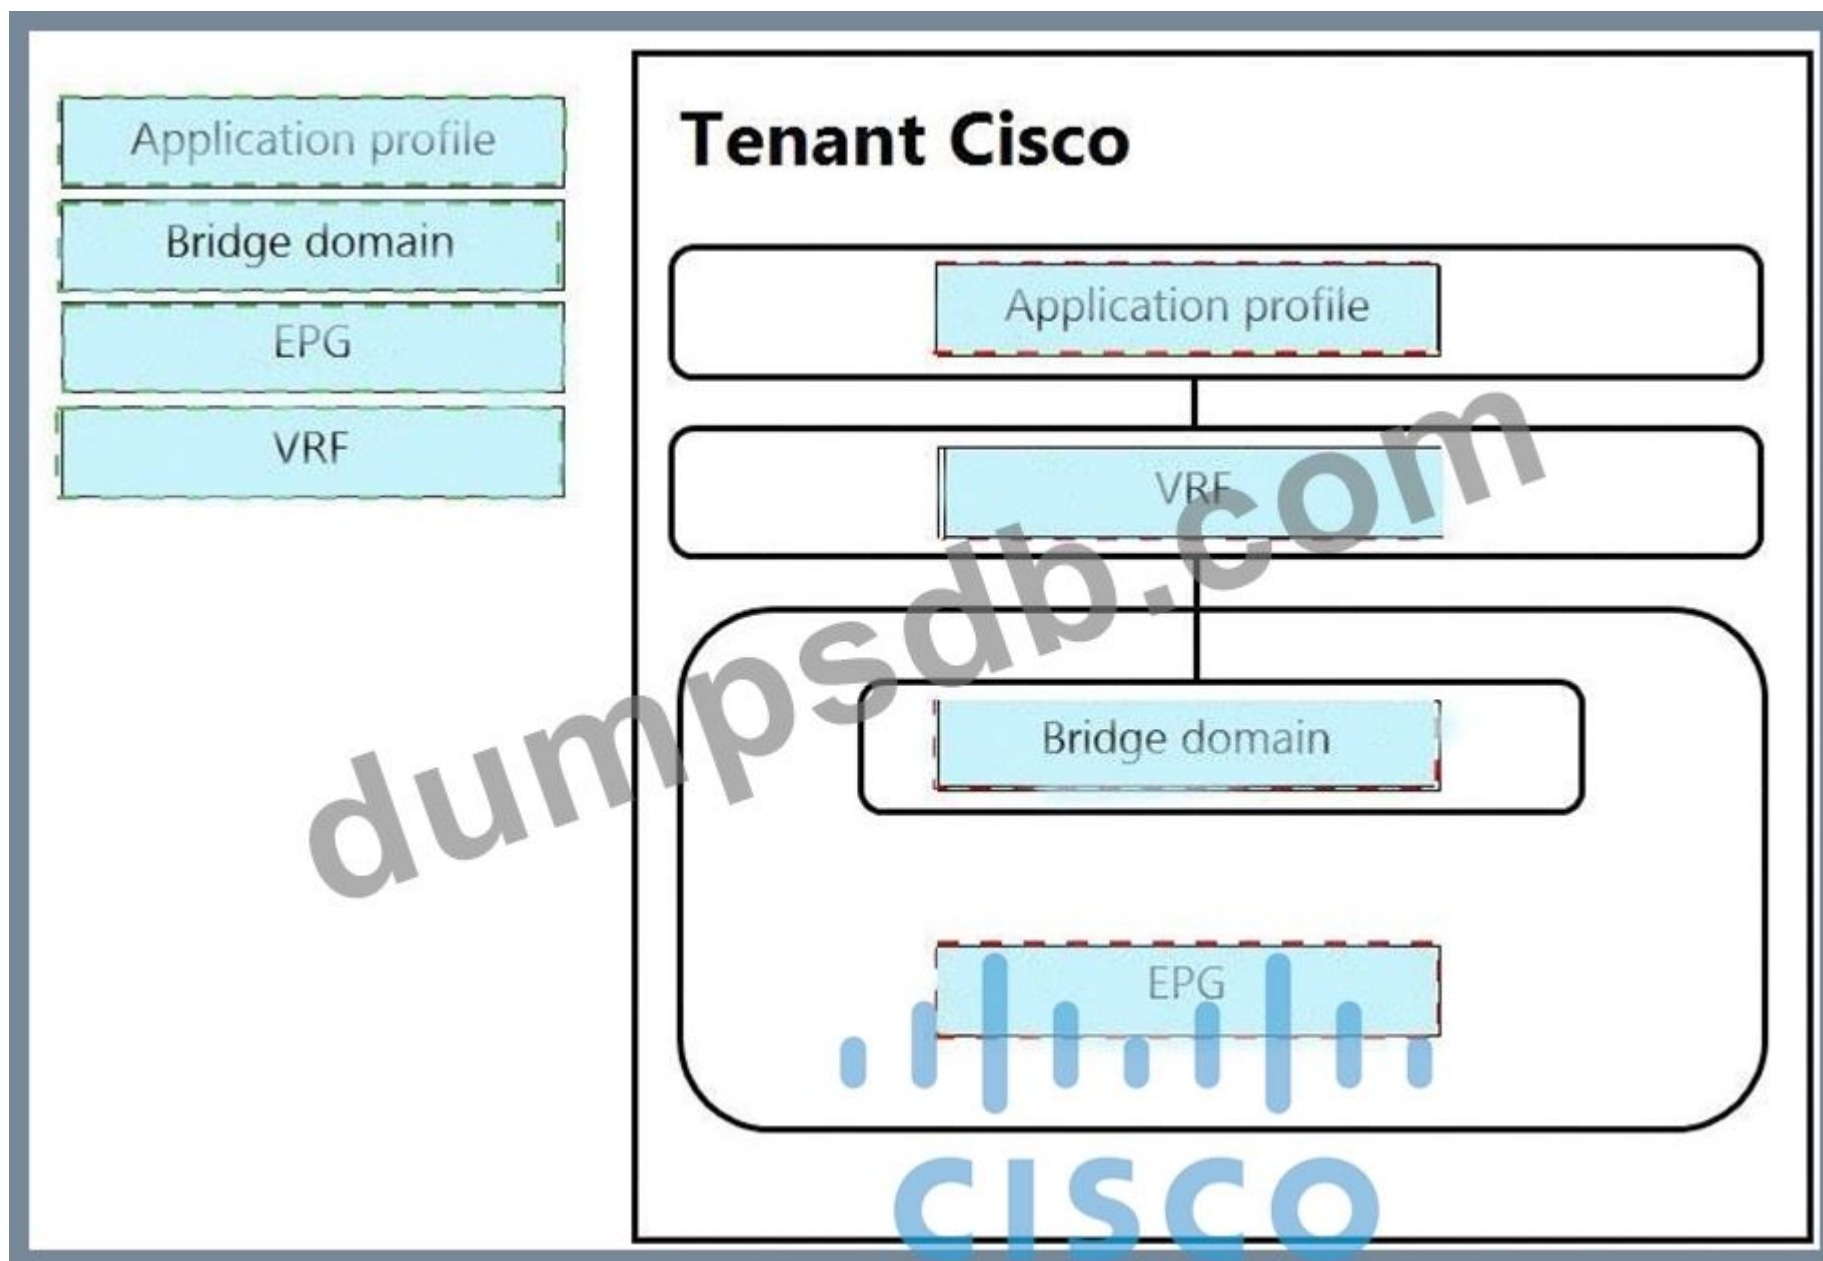 Application profile
Bridge domain
EPG
VRF
Tenant Cisco
Application profile
VRF
Bridge domain
EPG
dumpsdb.com
CISCO